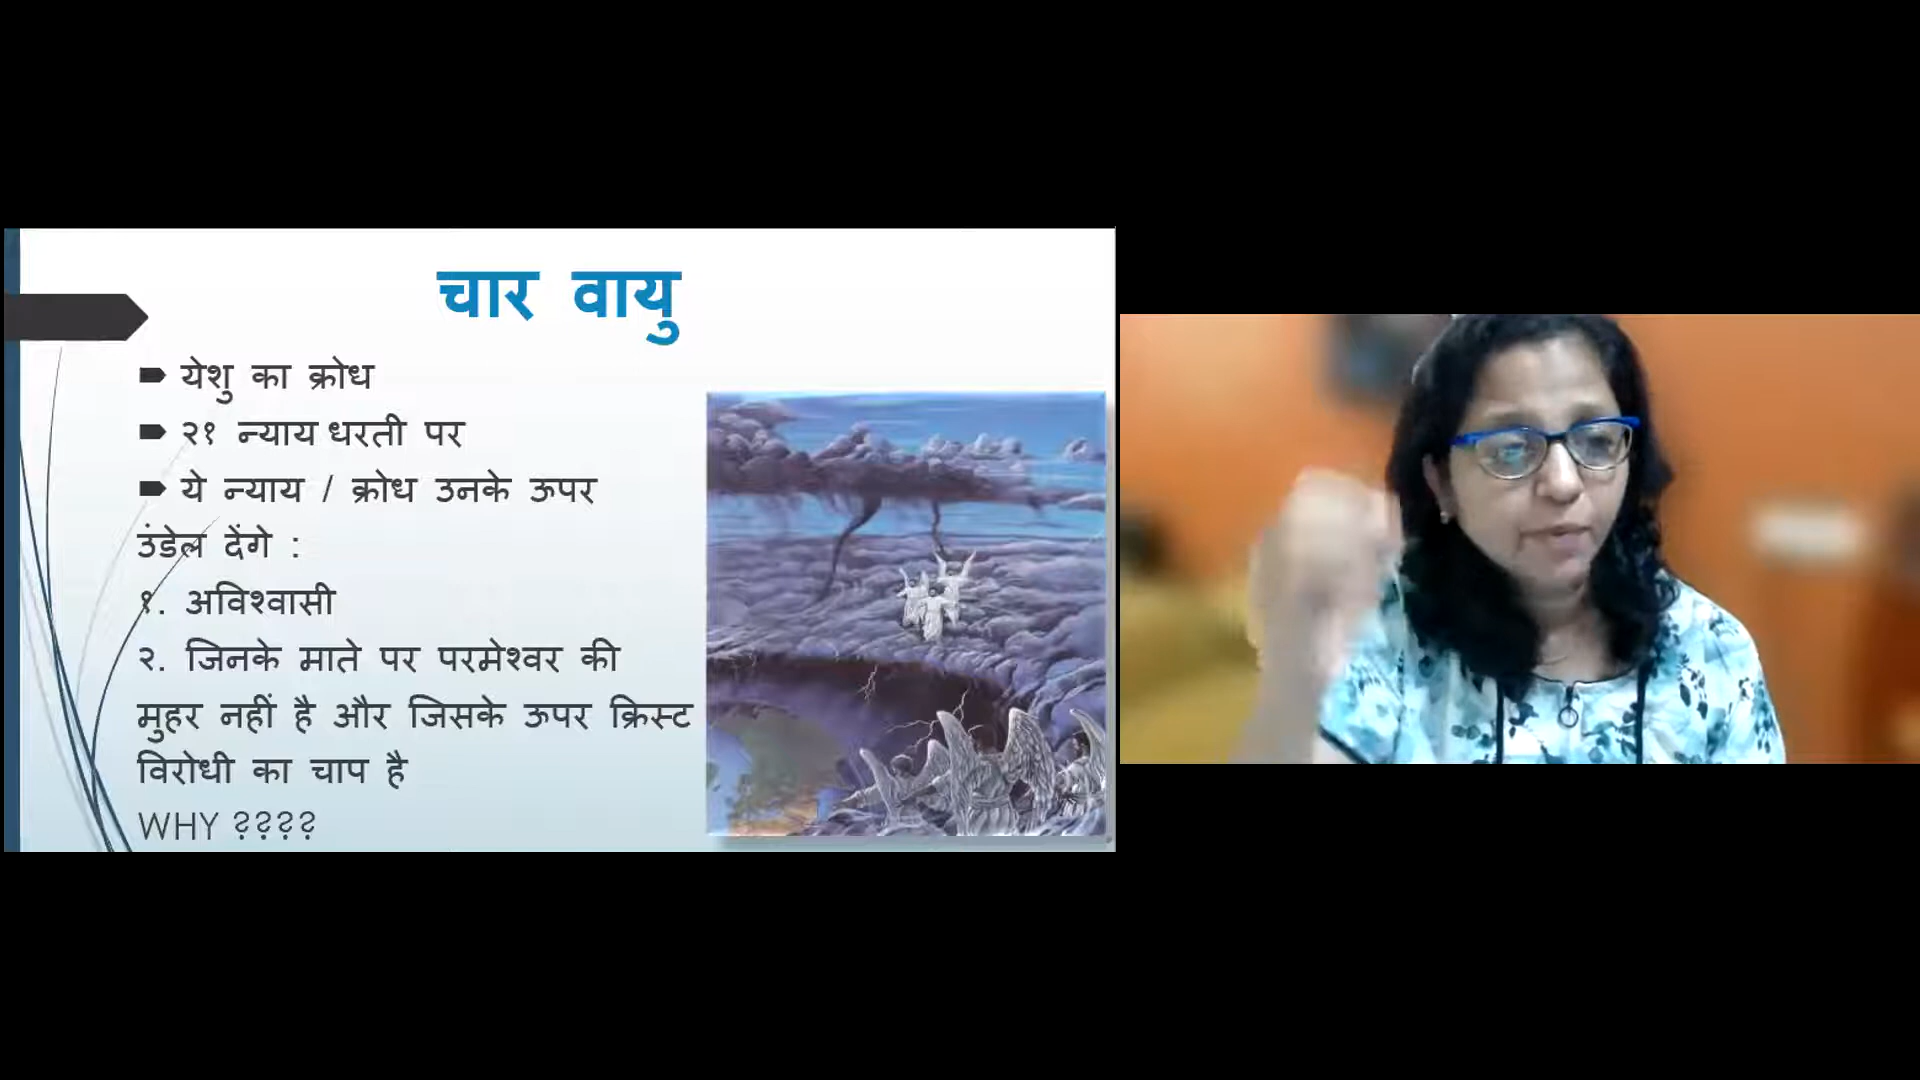 चार वायु
येशु का क्रोध
२१ न्याय धरती पर
ये न्याय / क्रोध उनके ऊपर
उंडेल देंगे :
१. अविश्वासी
२. जिनके माते पर परमेश्वर की
मुहर नहीं है और जिसके ऊपर क्रिस्ट
विरोधी का चाप है
WHY ????